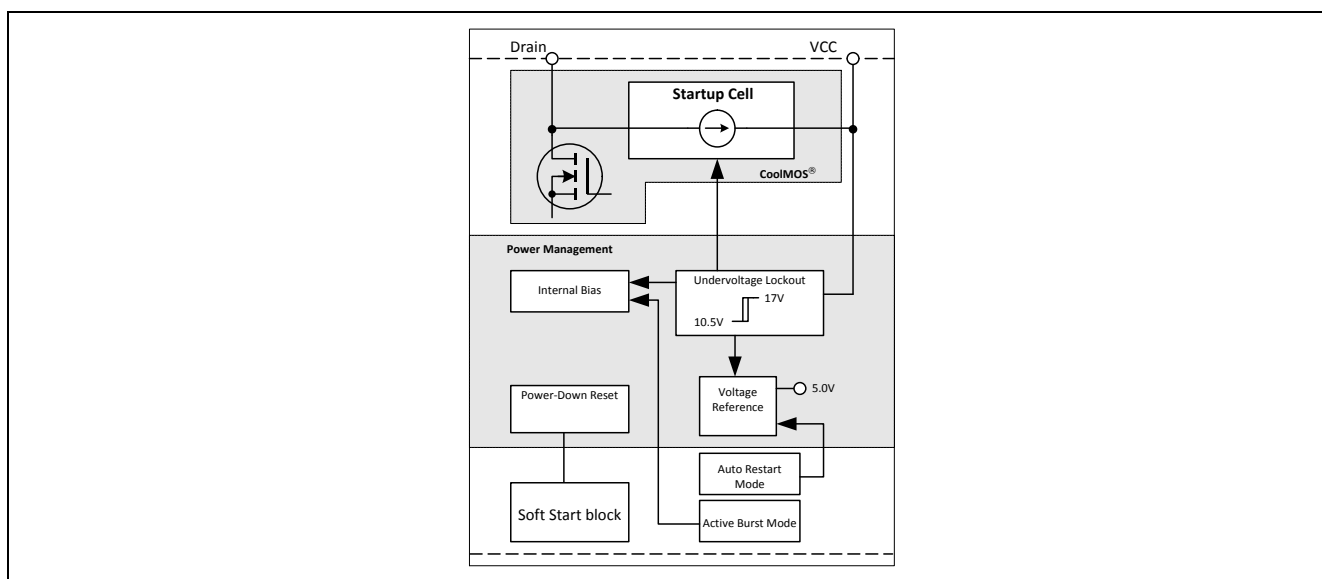 Drain
VCC
Startup Cell
CoolMOS®
Power Management
Internal Bias
Undervoltage Lockout
17V
10.5V
Power-Down Reset
Voltage
Reference
5.0V
Auto Restart
Mode
Soft Start block
Active Burst Mode